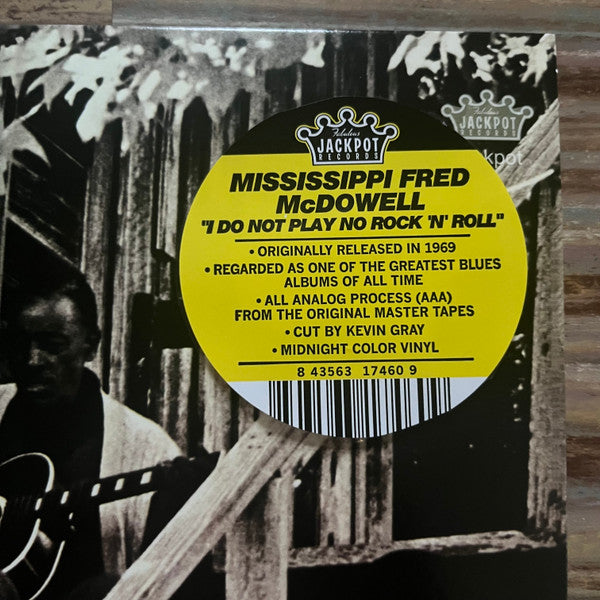 Fabulous
JACKPOT
RECORDS
MISSISSIPPI FRED
McDOWELL
"I DO NOT PLAY NO ROCK 'N' ROLL"
• ORIGINALLY RELEASED IN 1969
• REGARDED AS ONE OF THE GREATEST BLUES
ALBUMS OF ALL TIME
• ALL ANALOG PROCESS (AAA)
FROM THE ORIGINAL MASTER TAPES
• CUT BY KEVIN GRAY
• MIDNIGHT COLOR VINYL
8 43563 17460 9
Fabulous
JACKPOT
RECORDS
kpot